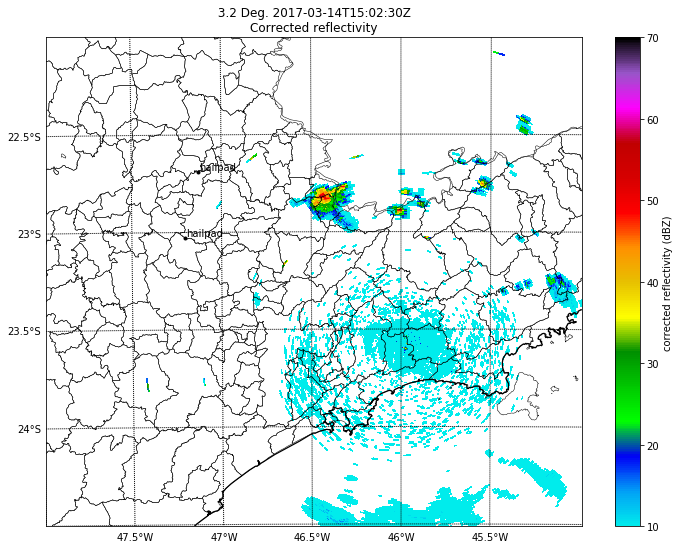 3.2 Deg. 2017-03-14T15:02:30Z
Corrected reflectivity
70
60
50
40
30
20
10
corrected reflectivity (dBZ)
22.5°S
23°S
23.5°S
24°S
hailpad
hailpad
47.5°W
47°W
46.5°W
46°W
45.5°W